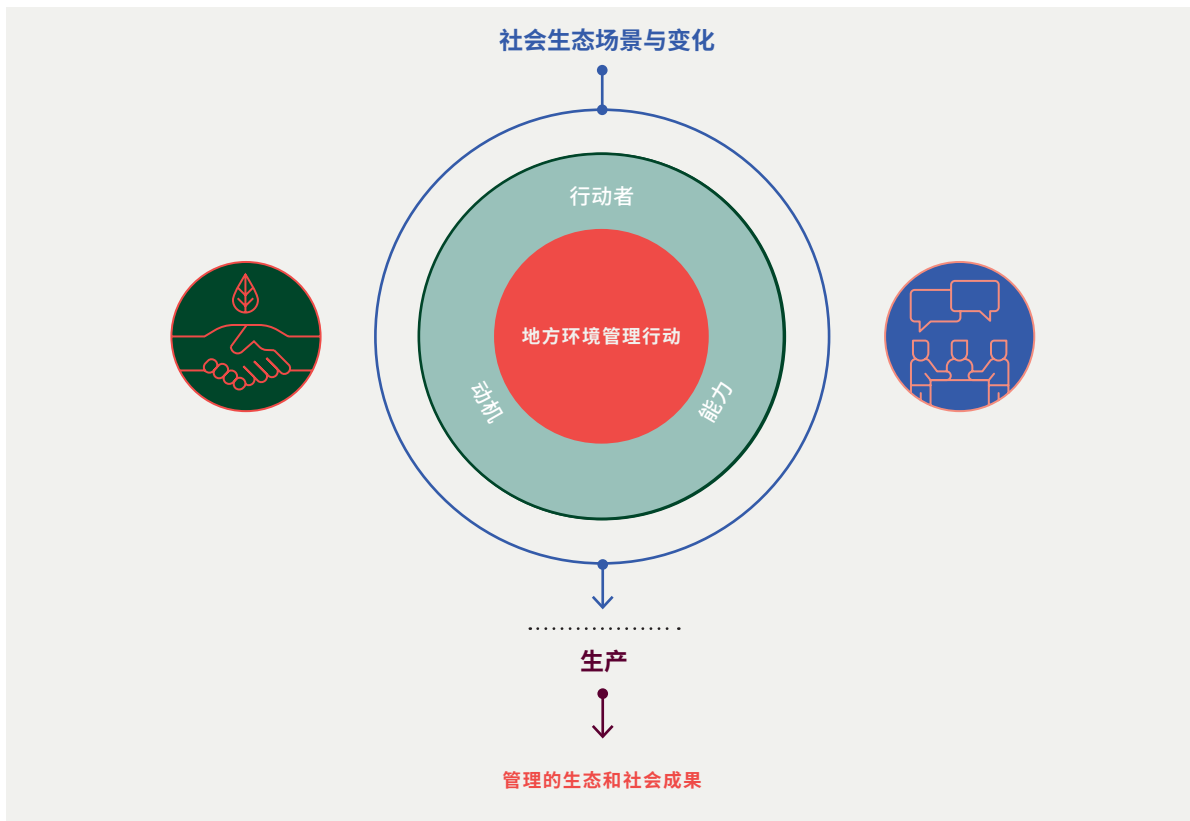 社会生态场景与变化
行动者
地方环境管理行动
动机
能力
生产
管理的生态和社会成果